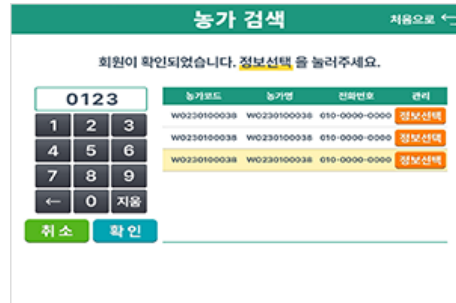 농가 검색
처음으로
회원이 확인되었습니다. 정보선택 을 눌러주세요.
0123
1 2 3
4 5 6
7 8 9
← 0 지움
취소 확인
농가코드 농가명 전화번호 관리
W0230100038 W0230100038 010-0000-0000 정보선택
W0230100038 W0230100038 010-0000-0000 정보선택
W0230100038 W0230100038 010-0000-0000 정보선택